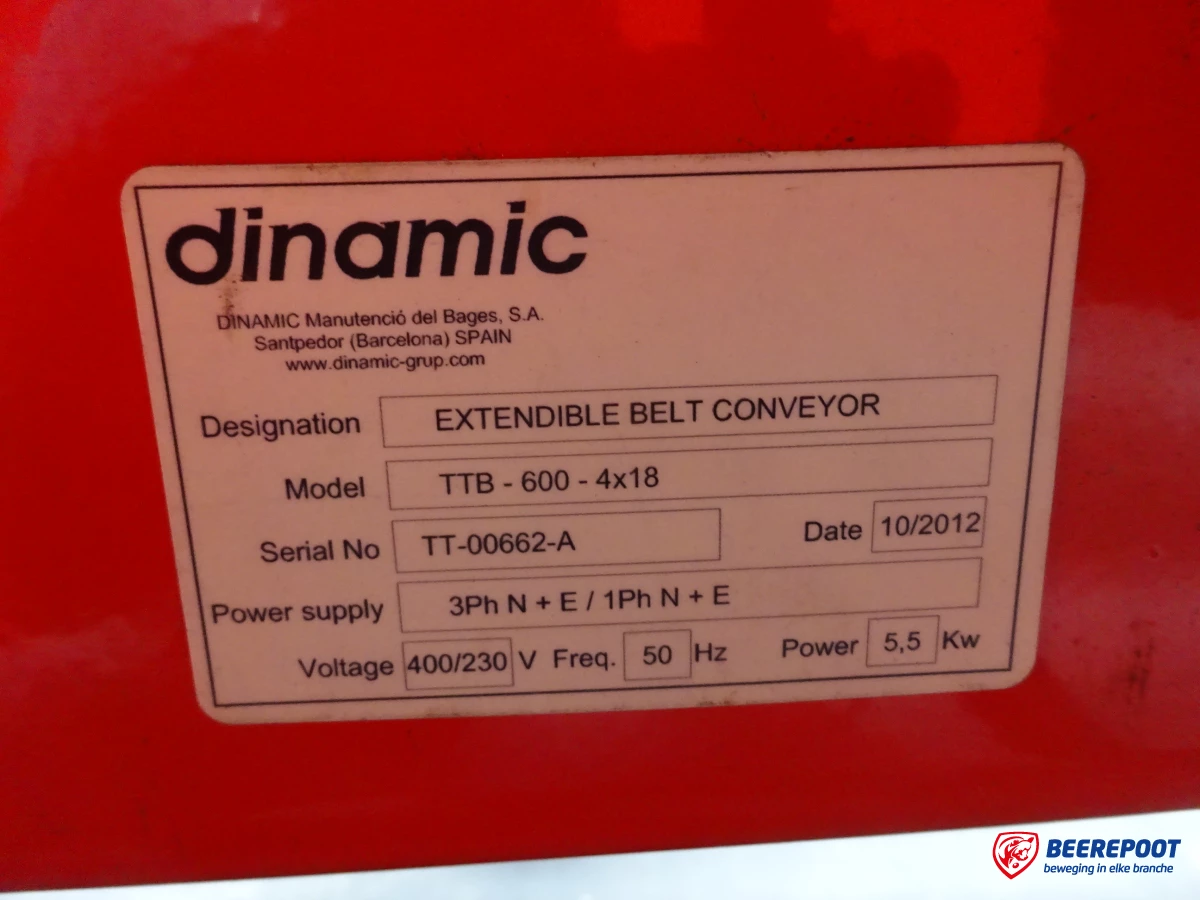 dinamic
DINAMIC Manutenció del Bages, S.A.
Santpedor (Barcelona) SPAIN
www.dinamic-grup.com
Designation EXTENDIBLE BELT CONVEYOR
Model TTB - 600 - 4x18
Serial No TT-00662-A Date 10/2012
Power supply 3Ph N + E / 1Ph N + E
Voltage 400/230 V Freq. 50 Hz Power 5,5 Kw
BEEREPOOT
beweging in elke branche